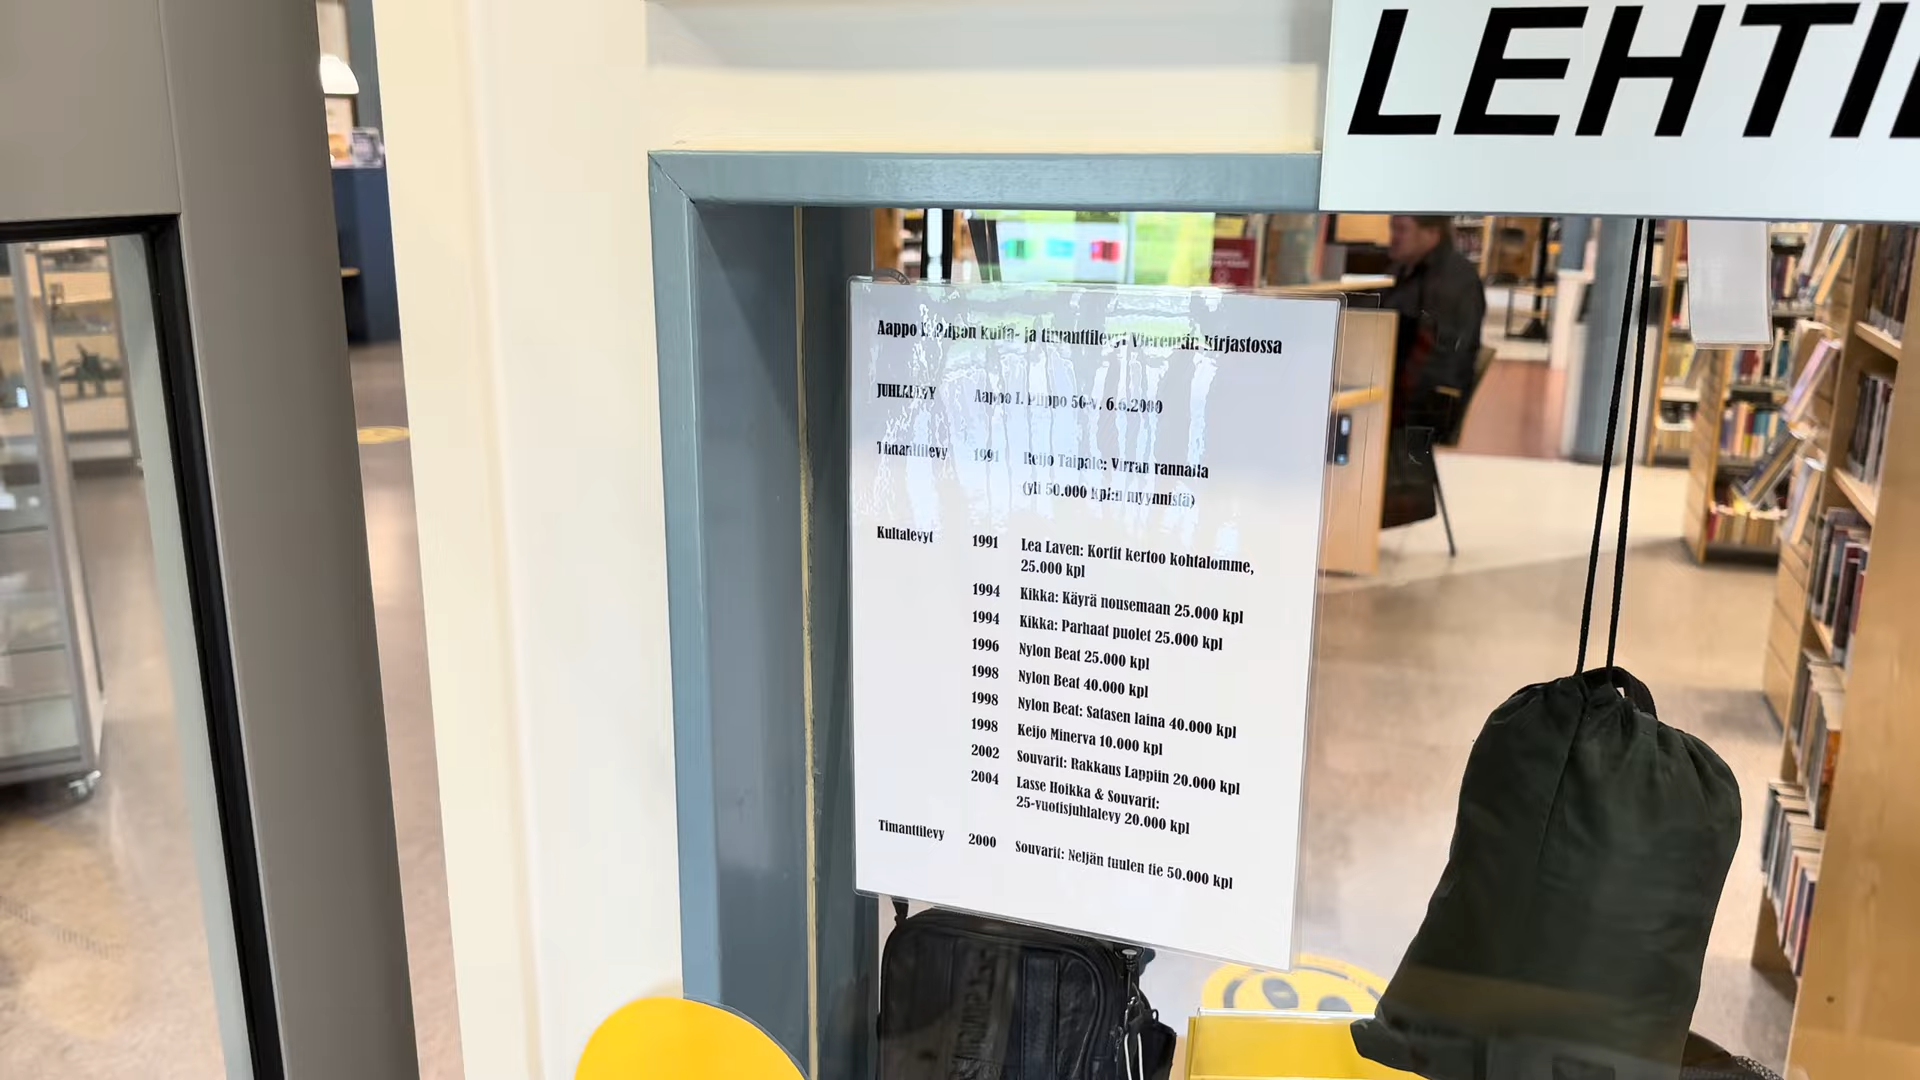 LEHTI
Aappo I. Piipon kulta- ja timanttilevyt Vieremän kirjastossa
JUHLALEVY Aappo I. Piippo 50-v. 6.6.2000
Timanttilevy 1991 Reijo Taipale: Virran rannalla
(yli 50.000 kpl:n myynnistä)
Kultalevyt 1991 Lea Laven: Kortit kertoo kohtalomme,
25.000 kpl
1994 Kikka: Käyrä nousemaan 25.000 kpl
1994 Kikka: Parhaat puolet 25.000 kpl
1996 Nylon Beat 25.000 kpl
1998 Nylon Beat 40.000 kpl
1998 Nylon Beat: Satasen laina 40.000 kpl
1998 Keijo Minerva 10.000 kpl
2002 Souvarit: Rakkaus Lappiin 20.000 kpl
2004 Lasse Hoikka & Souvarit:
25-vuotisjuhlalevy 20.000 kpl
Timanttilevy 2000 Souvarit: Neljän tuulen tie 50.000 kpl